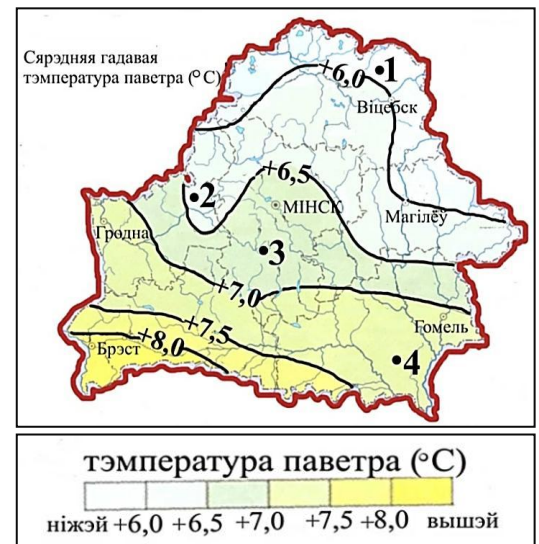 Сярэдняя гадавая
тэмпература паветра (°С)
+6,0
•1
Віцебск
+6,5
•2
МІНСК
Магілёў
Гродна
•3
+7,0
+7,5
Гомель
+8,0
Брэст
•4
тэмпература паветра (°С)
ніжэй +6,0 +6,5 +7,0 +7,5 +8,0 вышэй